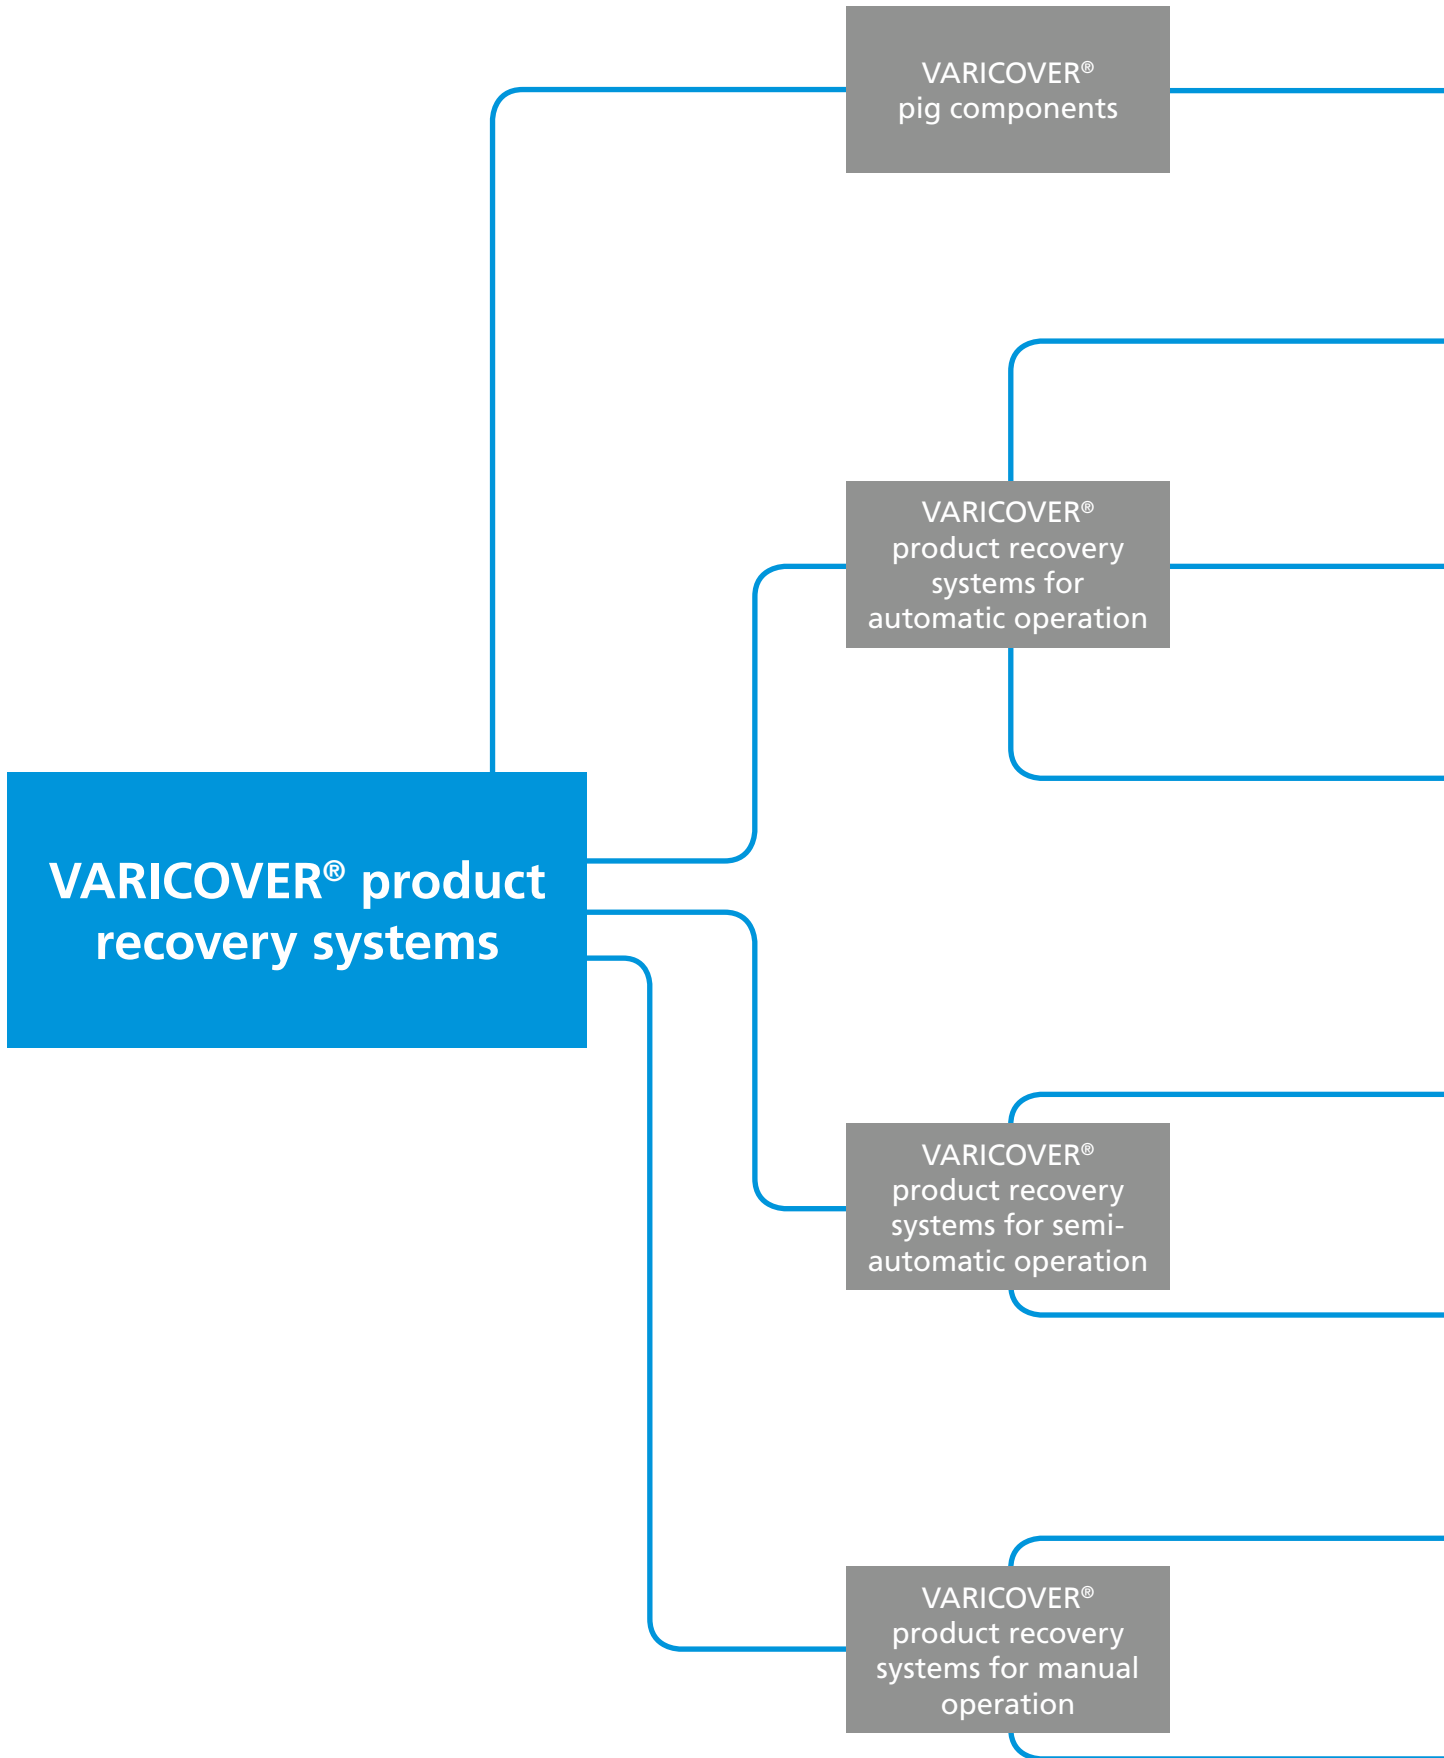 VARICOVER®
pig components
VARICOVER®
product recovery
systems for
automatic operation
VARICOVER® product
recovery systems
VARICOVER®
product recovery
systems for semi-
automatic operation
VARICOVER®
product recovery
systems for manual
operation